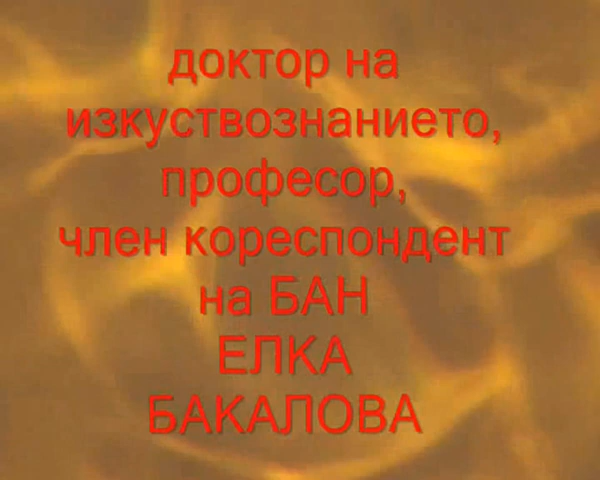 доктор на
изкуствознанието,
професор,
член кореспондент
на БАН
ЕЛКА
БАКАЛОВА